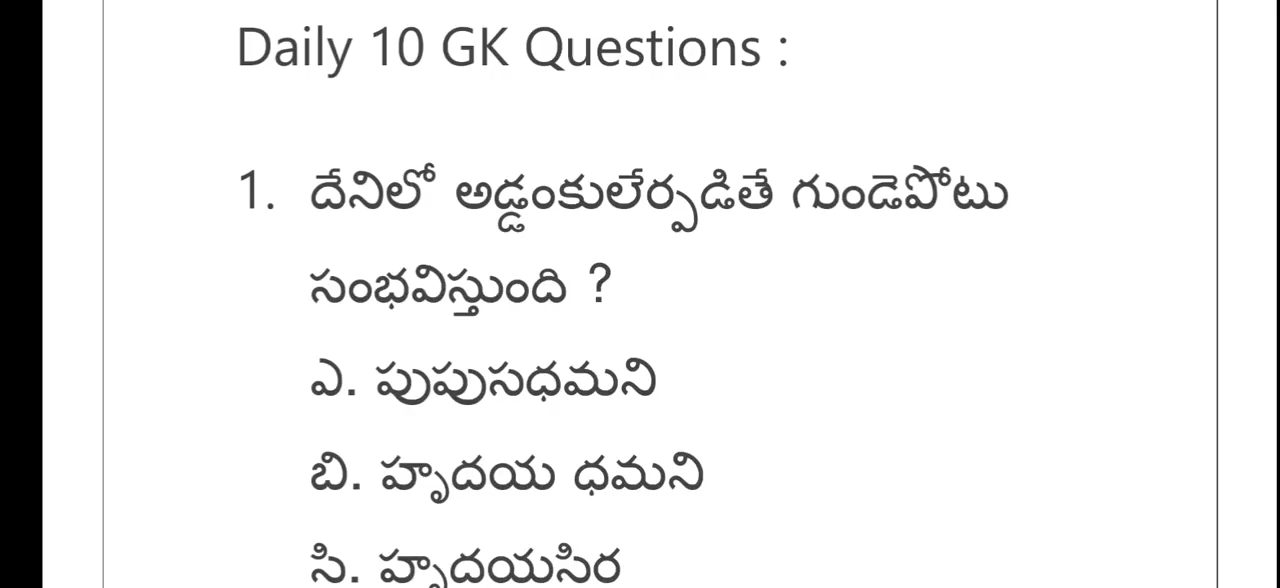 Daily 10 GK Questions :
1. దేనిలో అడ్డంకులేర్పడితే గుండెపోటు
సంభవిస్తుంది ?
ఎ. పుపుసధమని
బి. హృదయ ధమని
సి. హృదయసిర